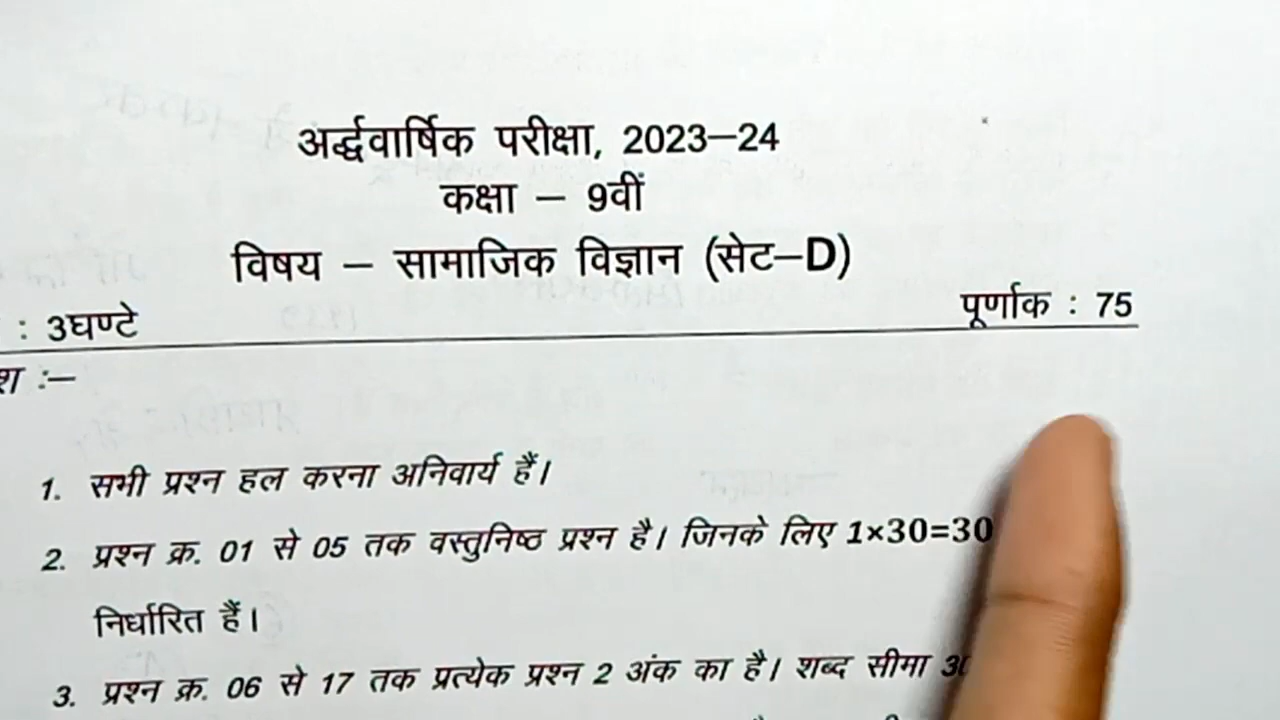 अर्द्धवार्षिक परीक्षा, 2023–24
कक्षा – 9वीं
विषय – सामाजिक विज्ञान (सेट–D)
: 3घण्टे पूर्णाक : 75
:–
1. सभी प्रश्न हल करना अनिवार्य हैं।
2. प्रश्न क्र. 01 से 05 तक वस्तुनिष्ठ प्रश्न है। जिनके लिए 1×30=30
निर्धारित हैं।
3. प्रश्न क्र. 06 से 17 तक प्रत्येक प्रश्न 2 अंक का है। शब्द सीमा